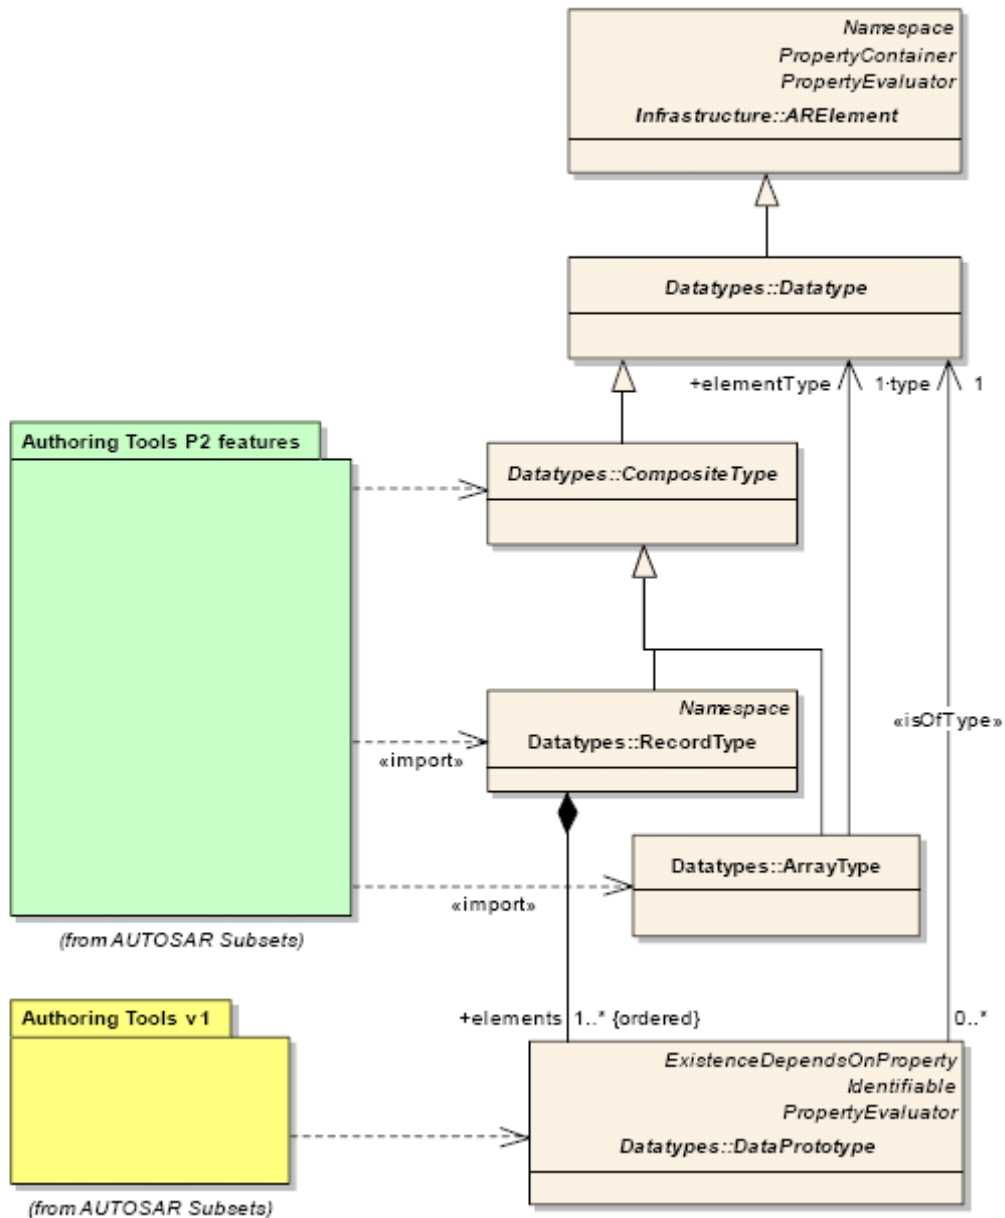 Namespace
PropertyContainer
PropertyEvaluator
Infrastructure::ARElement
Datatypes::Datatype
+elementType 1 type 1
Authoring Tools P2 features
Datatypes::CompositeType
Namespace
Datatypes::RecordType
«isOfType»
«import»
Datatypes::ArrayType
«import»
(from AUTOSAR Subsets)
Authoring Tools v1
+elements 1..* {ordered} 0..*
ExistenceDependsOnProperty
Identifiable
PropertyEvaluator
Datatypes::DataPrototype
(from AUTOSAR Subsets)